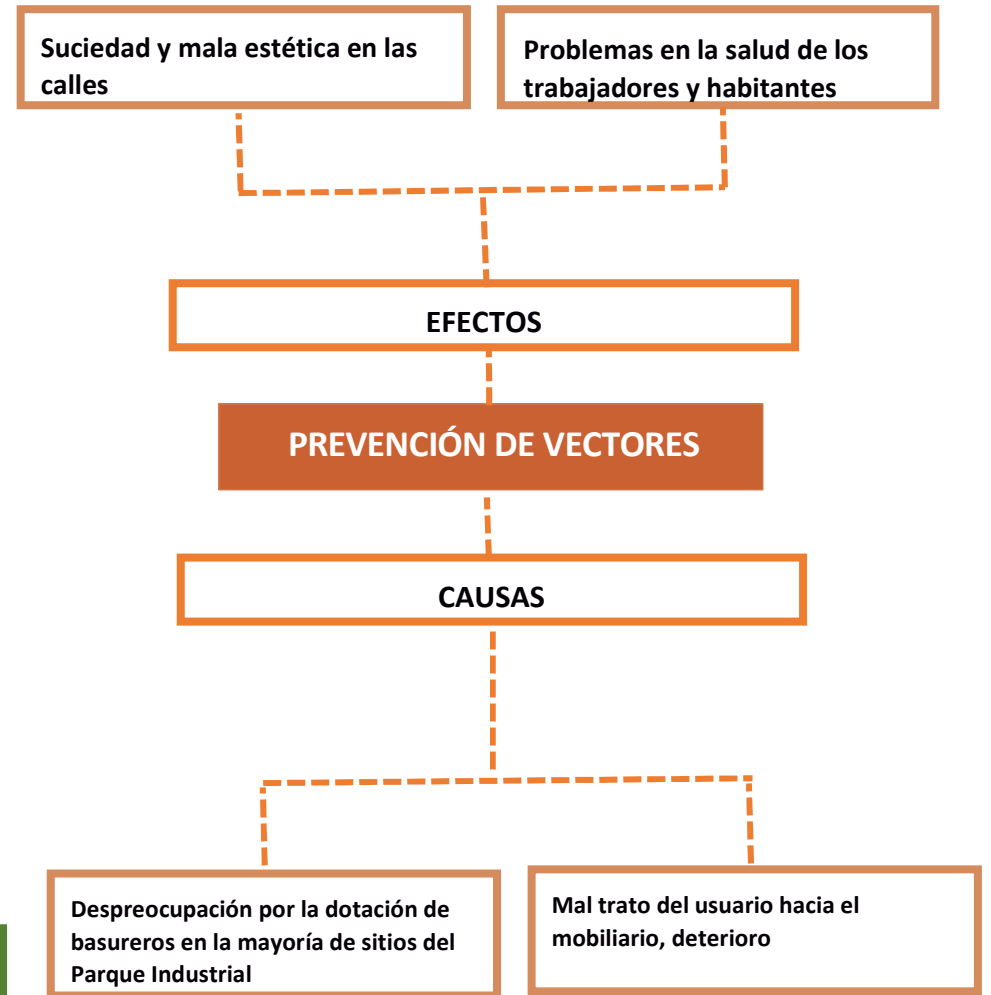 Suciedad y mala estética en las
calles
Problemas en la salud de los
trabajadores y habitantes
EFECTOS
PREVENCIÓN DE VECTORES
CAUSAS
Despreocupación por la dotación de
basureros en la mayoría de sitios del
Parque Industrial
Mal trato del usuario hacia el
mobiliario, deterioro